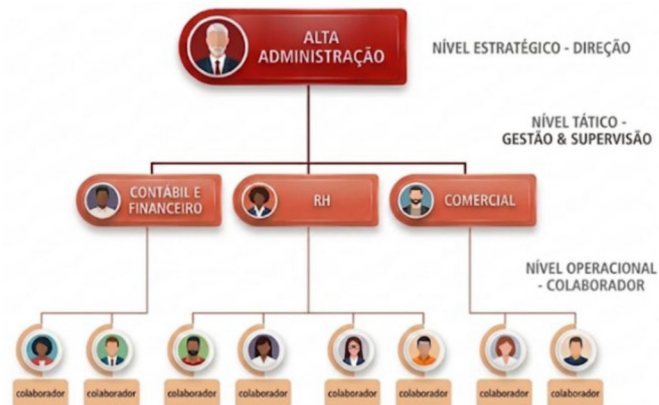 ALTA
ADMINISTRAÇÃO
NÍVEL ESTRATÉGICO - DIREÇÃO
NÍVEL TÁTICO -
GESTÃO & SUPERVISÃO
CONTÁBIL E
FINANCEIRO
RH
COMERCIAL
NÍVEL OPERACIONAL
- COLABORADOR
colaborador
colaborador
colaborador
colaborador
colaborador
colaborador
colaborador
colaborador